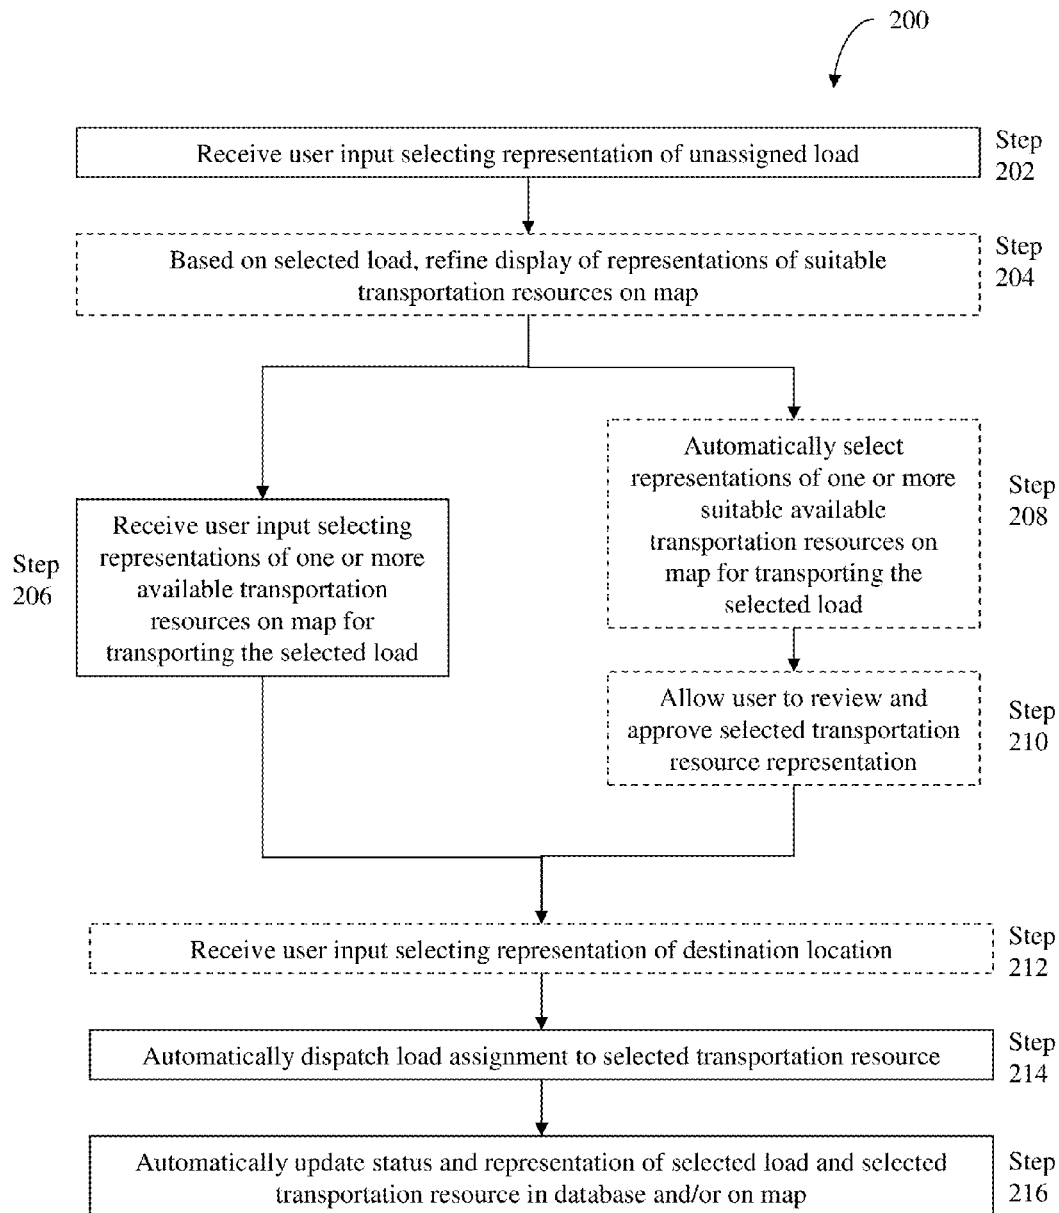 200
Receive user input selecting representation of unassigned load
Step
202
Based on selected load, refine display of representations of suitable
transportation resources on map
Step
204
Step
206
Receive user input selecting
representations of one or more
available transportation
resources on map for
transporting the selected load
Automatically select
representations of one or more
suitable available
transportation resources on
map for transporting the
selected load
Step
208
Allow user to review and
approve selected transportation
resource representation
Step
210
Receive user input selecting representation of destination location
Step
212
Automatically dispatch load assignment to selected transportation resource
Step
214
Automatically update status and representation of selected load and selected
transportation resource in database and/or on map
Step
216